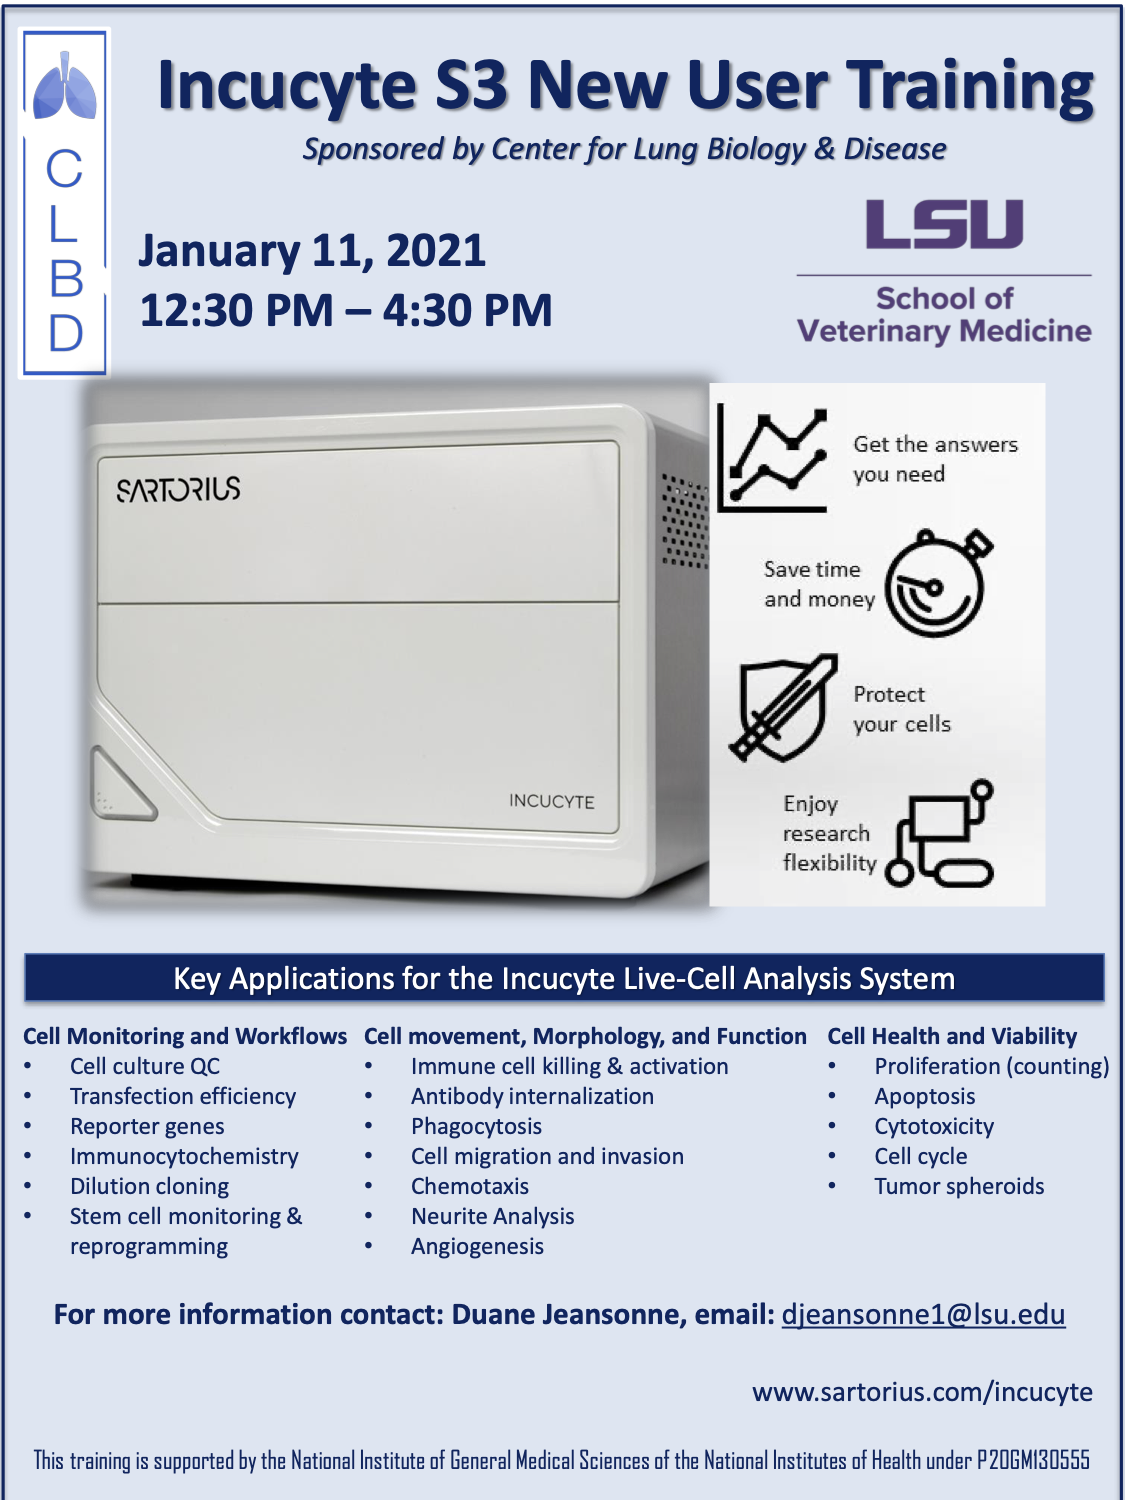 Incucyte S3 New User Training
Sponsored by Center for Lung Biology & Disease
C
L
B
D
January 11, 2021
12:30 PM – 4:30 PM
LSU
School of
Veterinary Medicine
SARTORIUS
INCUCYTE
Get the answers
you need
Save time
and money
Protect
your cells
Enjoy
research
flexibility
Key Applications for the Incucyte Live-Cell Analysis System
Cell Monitoring and Workflows
• Cell culture QC
• Transfection efficiency
• Reporter genes
• Immunocytochemistry
• Dilution cloning
• Stem cell monitoring &
reprogramming
Cell movement, Morphology, and Function
• Immune cell killing & activation
• Antibody internalization
• Phagocytosis
• Cell migration and invasion
• Chemotaxis
• Neurite Analysis
• Angiogenesis
Cell Health and Viability
• Proliferation (counting)
• Apoptosis
• Cytotoxicity
• Cell cycle
• Tumor spheroids
For more information contact: Duane Jeansonne, email: djeansonne1@lsu.edu
www.sartorius.com/incucyte
This training is supported by the National Institute of General Medical Sciences of the National Institutes of Health under P20GM130555